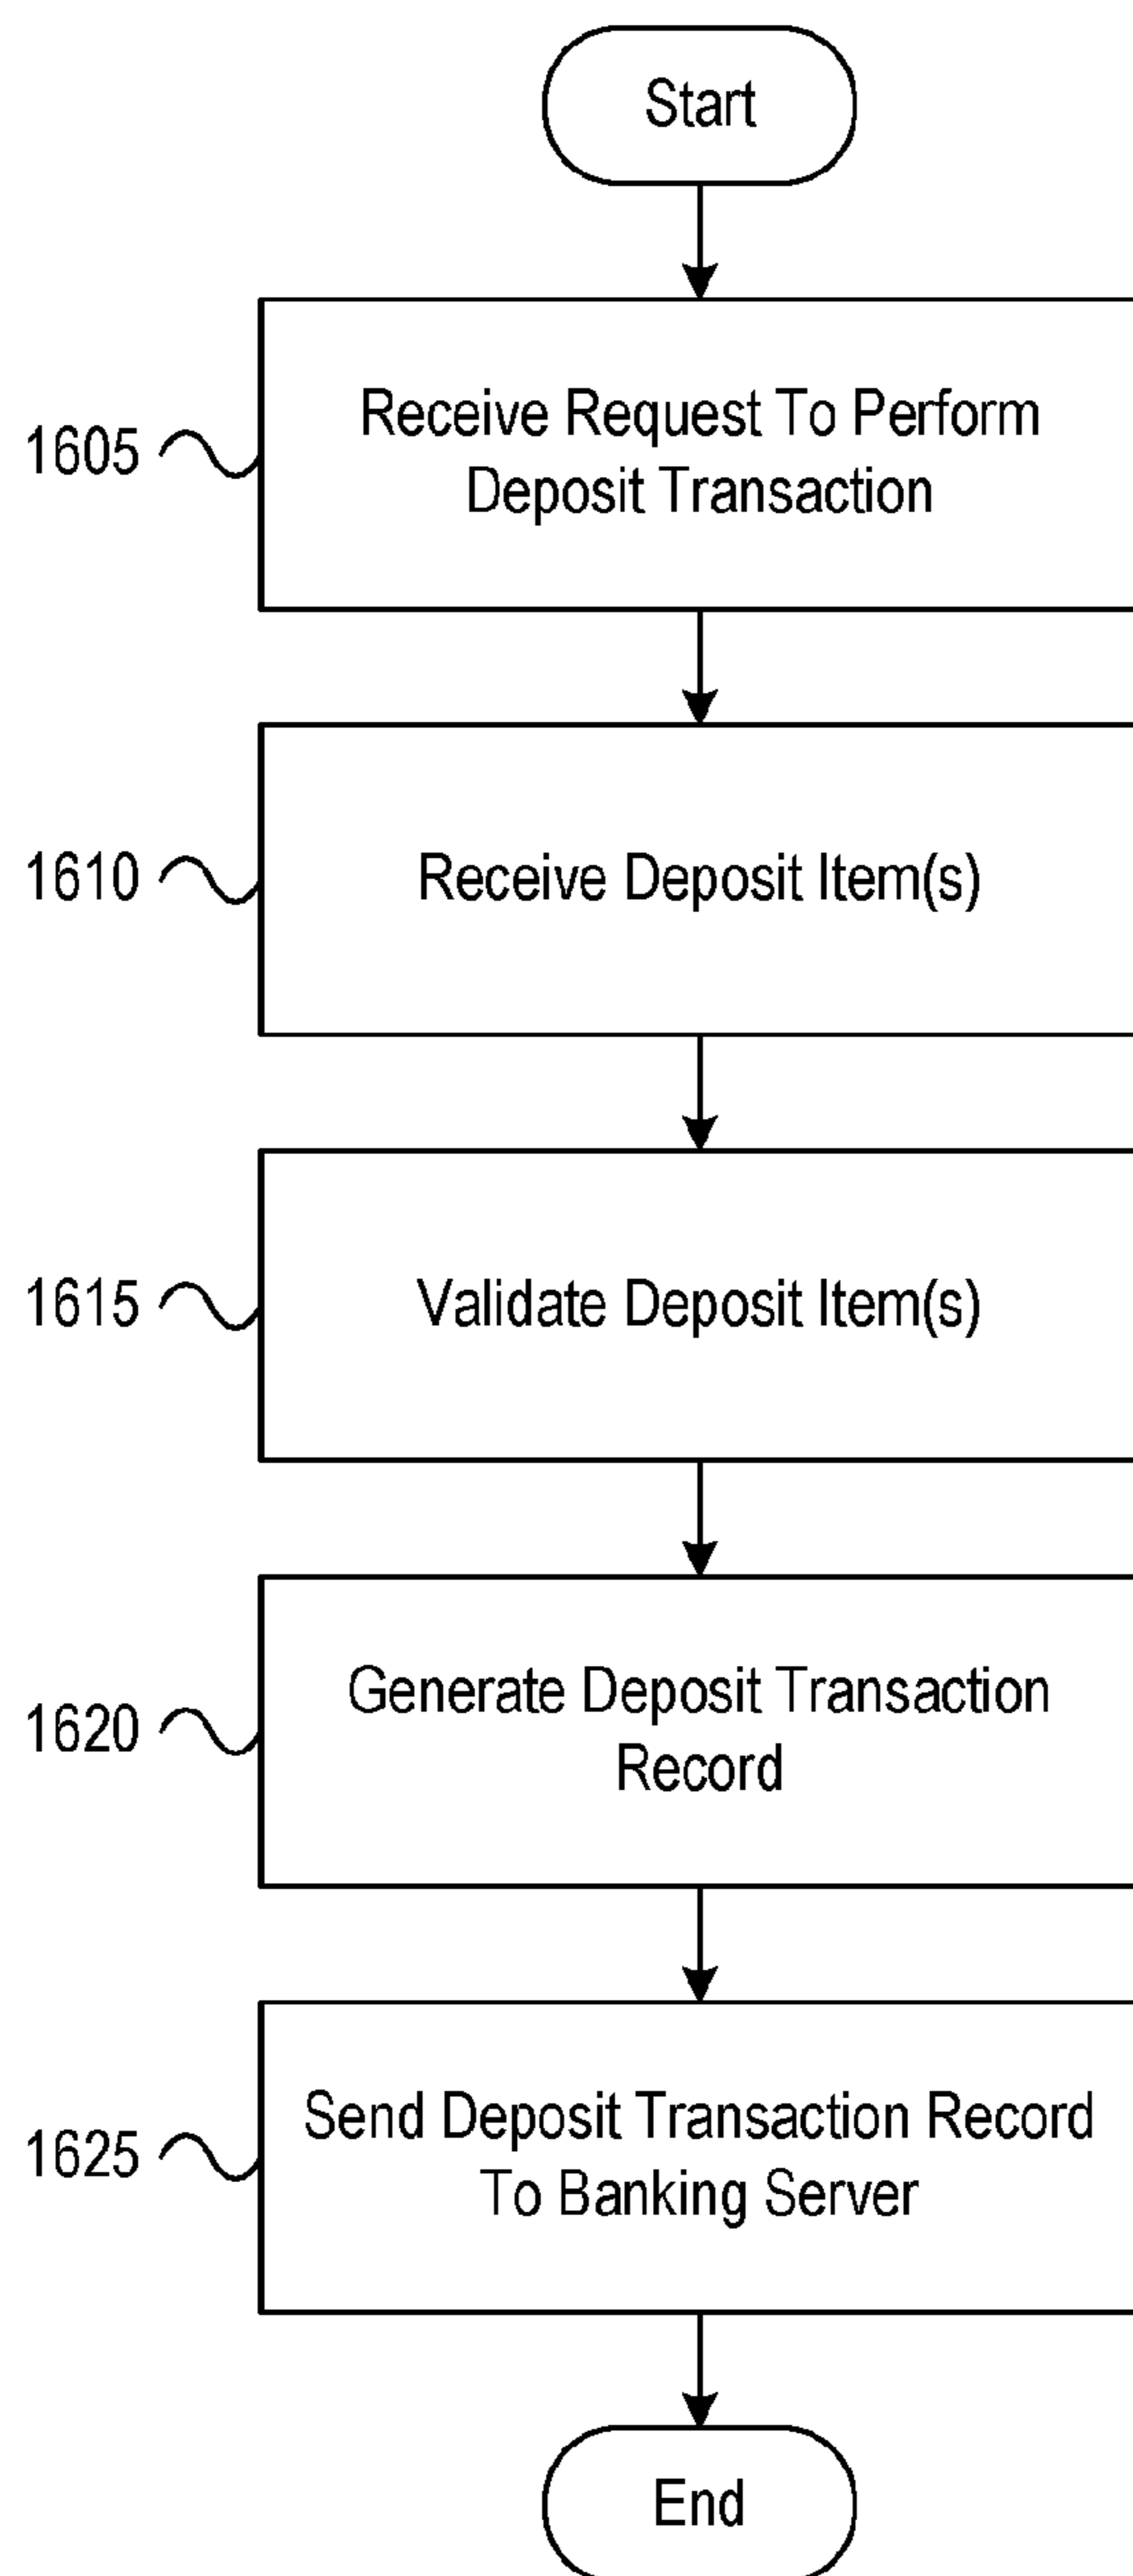 Start
Receive Request To Perform
Deposit Transaction
1605
Receive Deposit Item(s)
1610
Validate Deposit Item(s)
1615
Generate Deposit Transaction
Record
1620
Send Deposit Transaction Record
To Banking Server
1625
End